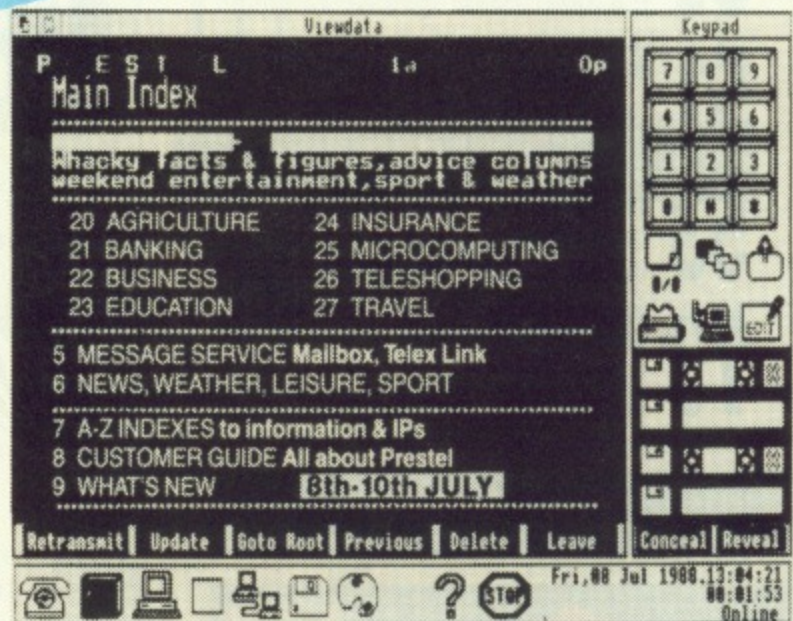 Viewdata
P EST L 1a 0p
Main Index
Whacky facts & figures,advice columns
weekend entertainment,sport & weather
20 AGRICULTURE 24 INSURANCE
21 BANKING 25 MICROCOMPUTING
22 BUSINESS 26 TELESHOPPING
23 EDUCATION 27 TRAVEL
5 MESSAGE SERVICE Mailbox, Telex Link
6 NEWS, WEATHER, LEISURE, SPORT
7 A-Z INDEXES to information & IPs
8 CUSTOMER GUIDE All about Prestel
9 WHAT'S NEW 8th-10th JULY
Retransmit Update Goto Root Previous Delete Leave
Keypad
7 8 9
4 5 6
1 2 3
0 # *
0/0
EDIT
Conceal Reveal
STOP
Fri,08 Jul 1988.13:04:21
00:01:53
Online